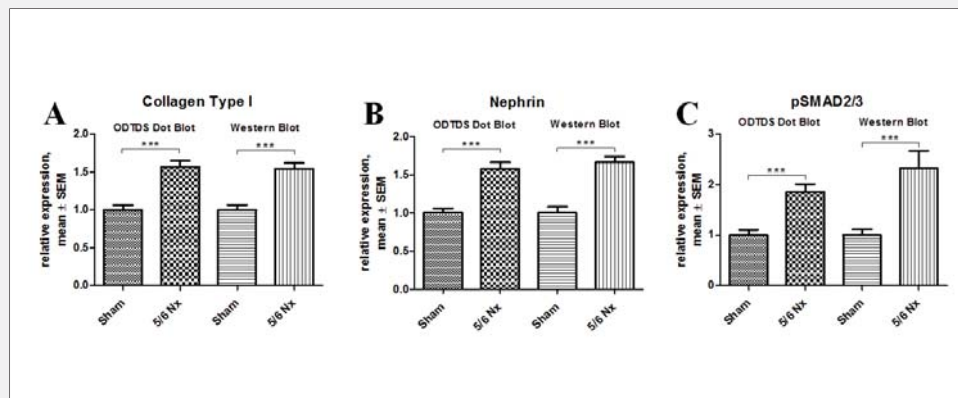 A
Collagen Type I
ODTDS Dot Blot Western Blot
2.0
1.5
1.0
0.5
0.0
relative expression,
mean ± SEM
*** ***
Sham 5/6 Nx Sham 5/6 Nx
B
Nephrin
ODTDS Dot Blot Western Blot
2.0
1.5
1.0
0.5
0.0
relative expression,
mean ± SEM
*** ***
Sham 5/6 Nx Sham 5/6 Nx
C
pSMAD2/3
ODTDS Dot Blot Western Blot
3
2
1
0
relative expression,
mean ± SEM
*** ***
Sham 5/6 Nx Sham 5/6 Nx